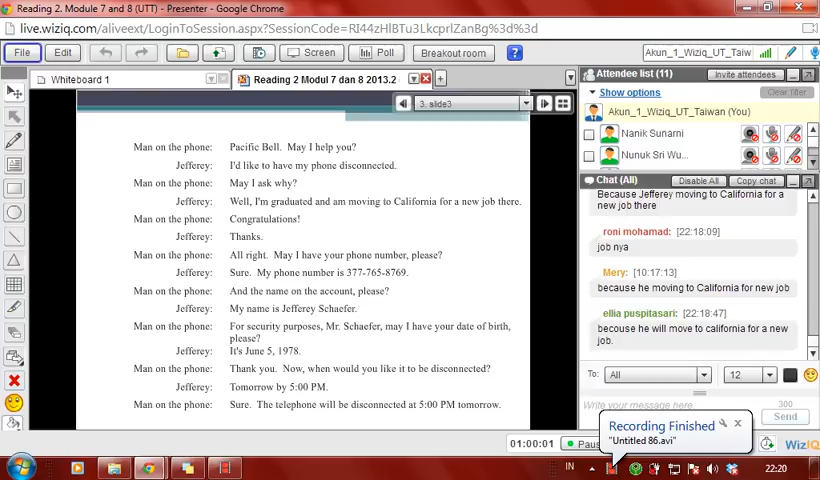 Reading 2. Module 7 and 8 (UTT) - Presenter - Google Chrome
live.wiziq.com/aliveext/LoginToSession.aspx?SessionCode=RI44zHlBTu3LkcprlZanBg%3d%3d
File Edit Screen Poll Breakout room ? Akun_1_Wiziq_UT_Taiw
Whiteboard 1 Reading 2 Modul 7 dan 8 2013.2
3. slide3
Man on the phone: Pacific Bell. May I help you?
Jefferey: I'd like to have my phone disconnected.
Man on the phone: May I ask why?
Jefferey: Well, I'm graduated and am moving to California for a new job there.
Man on the phone: Congratulations!
Jefferey: Thanks.
Man on the phone: All right. May I have your phone number, please?
Jefferey: Sure. My phone number is 377-765-8769.
Man on the phone: And the name on the account, please?
Jefferey: My name is Jefferey Schaefer.
Man on the phone: For security purposes, Mr. Schaefer, may I have your date of birth,
please?
Jefferey: It's June 5, 1978.
Man on the phone: Thank you. Now, when would you like it to be disconnected?
Jefferey: Tomorrow by 5:00 PM.
Man on the phone: Sure. The telephone will be disconnected at 5:00 PM tomorrow.
Attendee list (11) Invite attendees
Show options Clear filter
Akun_1_Wiziq_UT_Taiwan (You)
Nanik Sunarni
Nunuk Sri Wu...
Chat (All) Disable All Copy chat
Because Jefferey moving to California for a
new job there
roni mohamad: [22:18:09]
job nya
Mery: [10:17:13]
because he moving to California for new job
ellia puspitasari: [22:18:47]
becouse he will move to california for a new
job.
To: All 12
Write your message here 300
Send
Recording Finished
"Untitled 86.avi"
01:00:01 Paus
WizIQ
IN 22:20